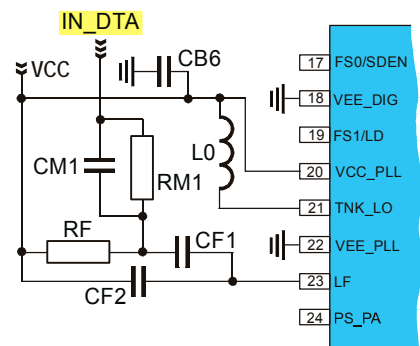 IN_DTA
VCC
CB6
CM1
RM1
L0
RF
CF1
CF2
17 FS0/SDEN
18 VEE_DIG
19 FS1/LD
20 VCC_PLL
21 TNK_LO
22 VEE_PLL
23 LF
24 PS_PA